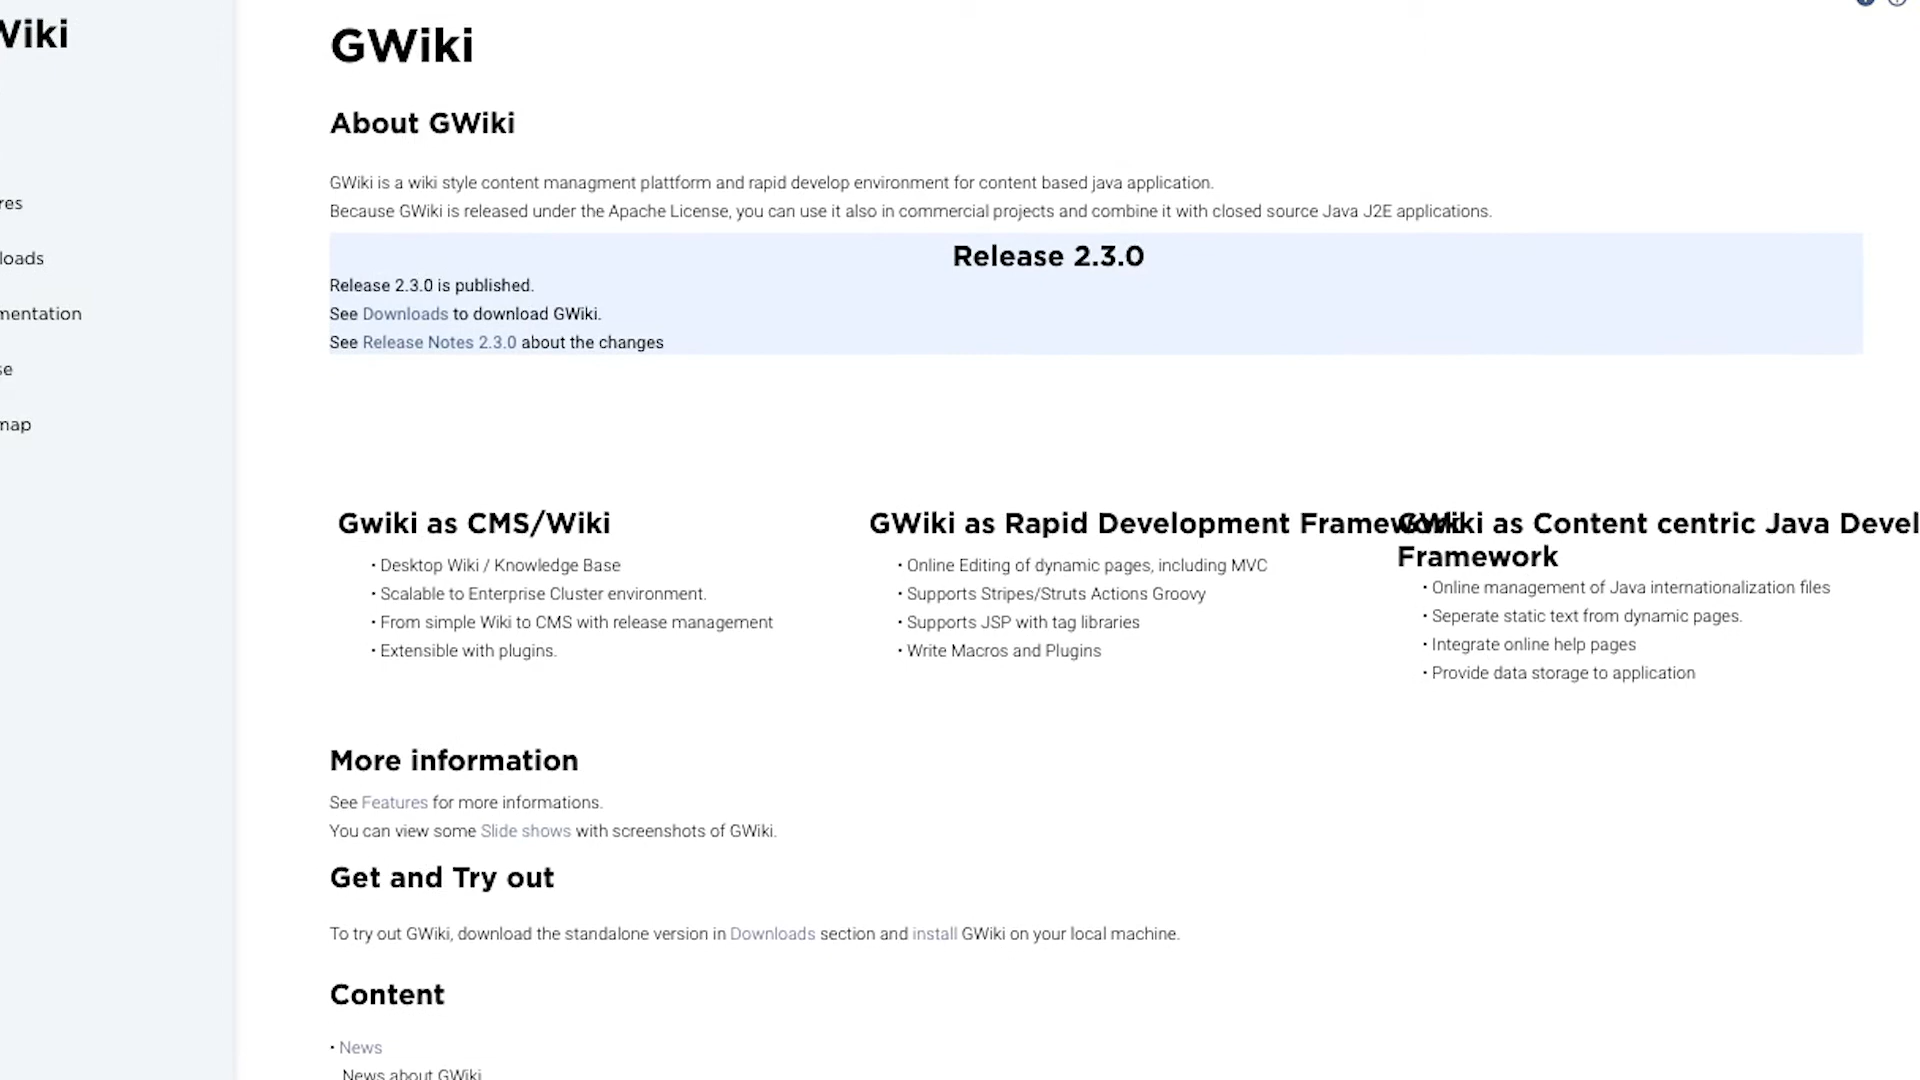 Wiki
res
loads
mentation
se
map
GWiki
About GWiki
GWiki is a wiki style content managment plattform and rapid develop environment for content based java application.
Because GWiki is released under the Apache License, you can use it also in commercial projects and combine it with closed source Java J2E applications.
Release 2.3.0
Release 2.3.0 is published.
See Downloads to download GWiki.
See Release Notes 2.3.0 about the changes
Gwiki as CMS/Wiki
• Desktop Wiki / Knowledge Base
• Scalable to Enterprise Cluster environment.
• From simple Wiki to CMS with release management
• Extensible with plugins.
GWiki as Rapid Development Framework
• Online Editing of dynamic pages, including MVC
• Supports Stripes/Struts Actions Groovy
• Supports JSP with tag libraries
• Write Macros and Plugins
GWiki as Content centric Java Devel
Framework
• Online management of Java internationalization files
• Seperate static text from dynamic pages.
• Integrate online help pages
• Provide data storage to application
More information
See Features for more informations.
You can view some Slide shows with screenshots of GWiki.
Get and Try out
To try out GWiki, download the standalone version in Downloads section and install GWiki on your local machine.
Content
• News
News about GWiki